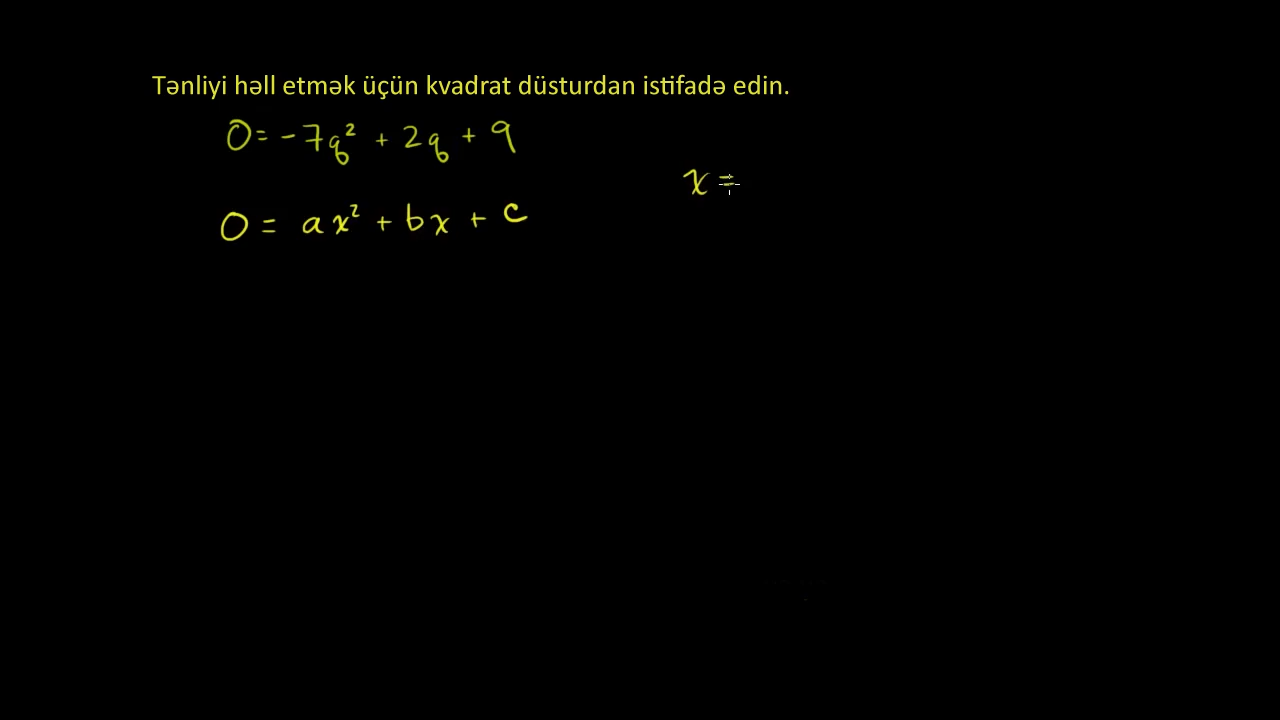 Tənliyi həll etmək üçün kvadrat düsturdan istifadə edin.
0 = -7q² + 2q + 9
x =
0 = ax² + bx + c